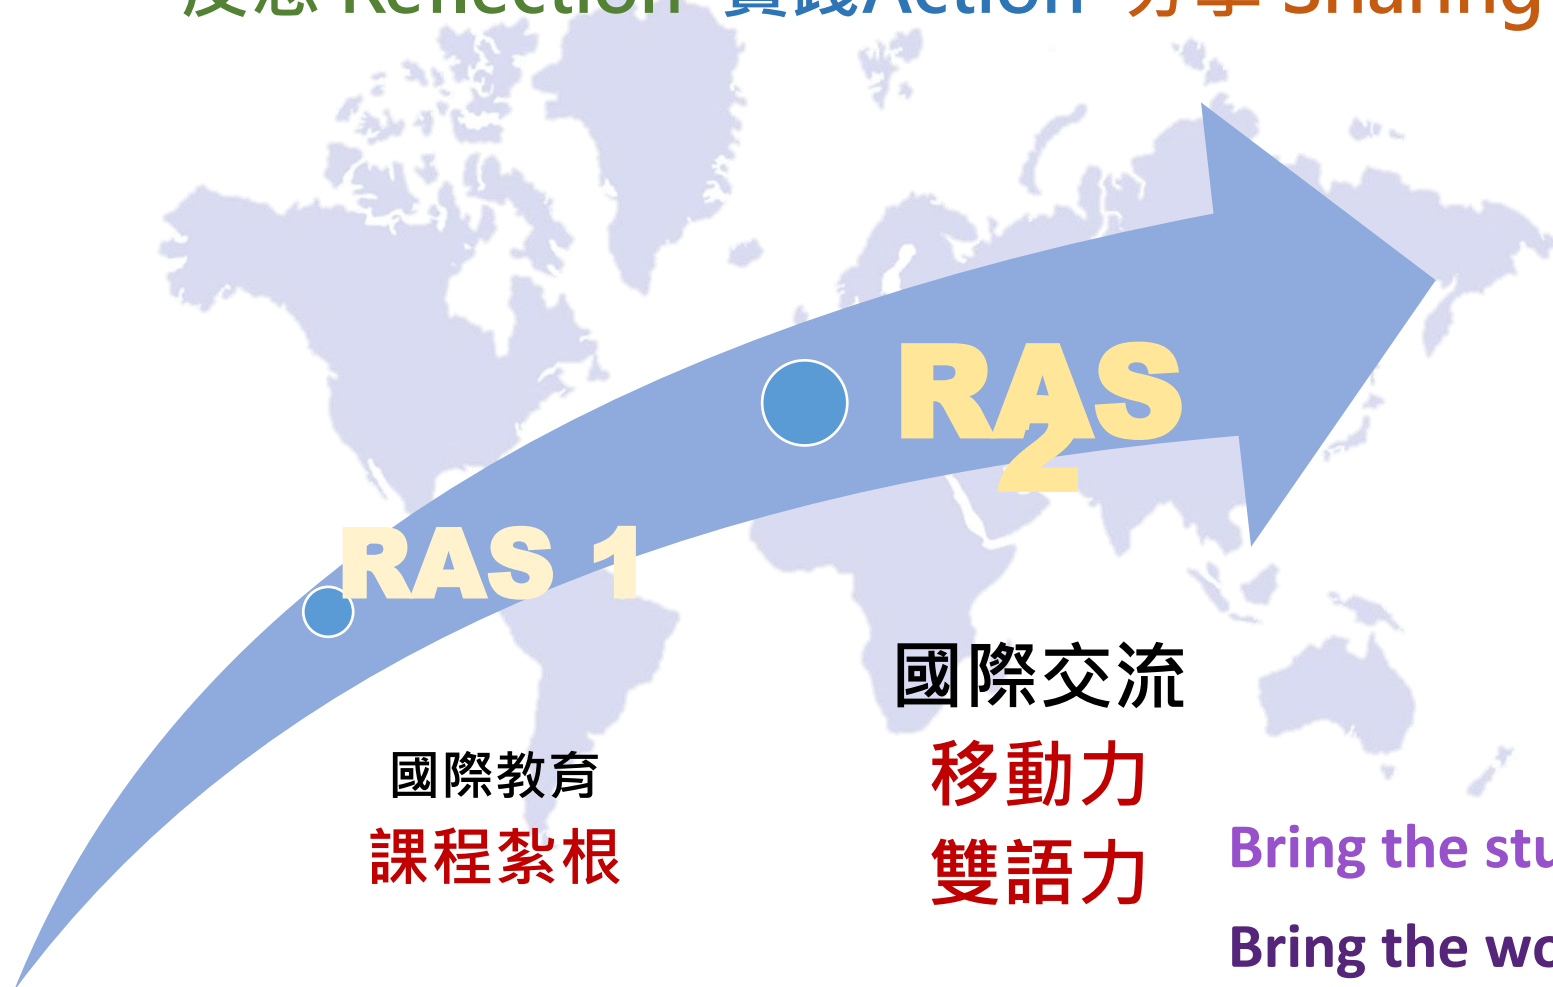 反思 Reflection 實踐Action 分享 Sharing
RAS
2
RAS 1
國際交流
移動力
雙語力
國際教育
課程紮根
Bring the
Bring the